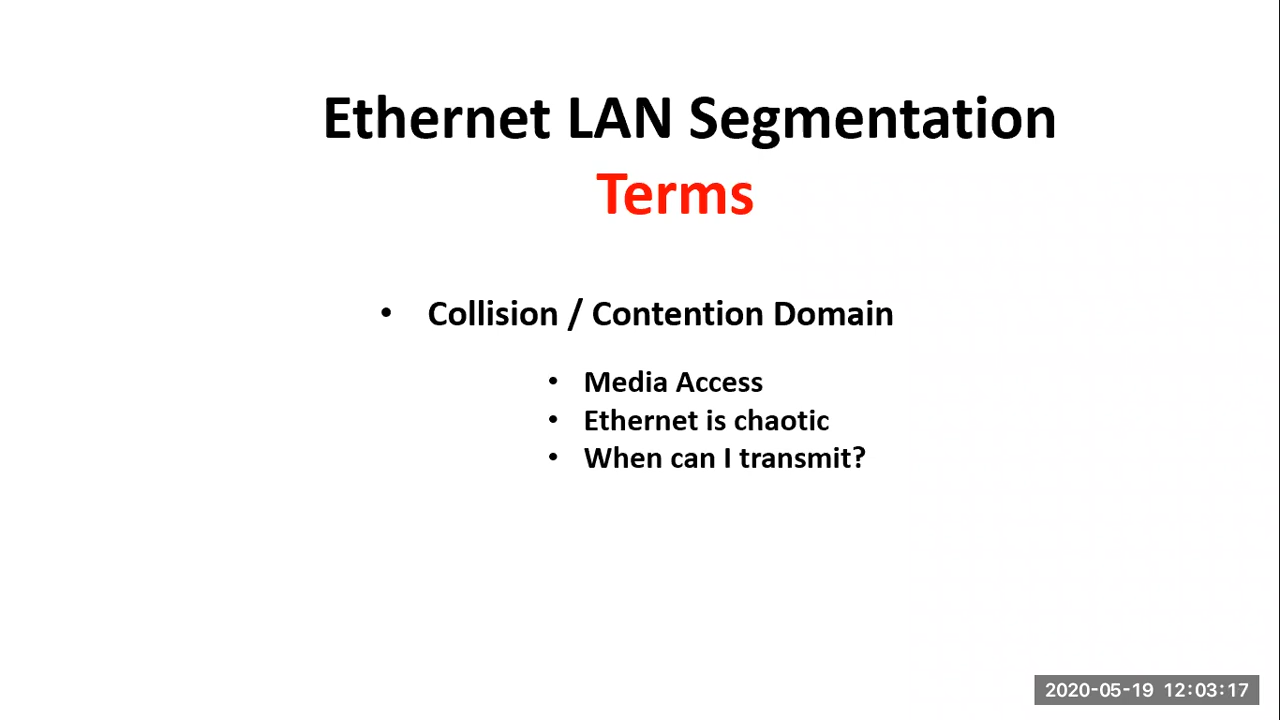 Ethernet LAN Segmentation
Terms
• Collision / Contention Domain
• Media Access
• Ethernet is chaotic
• When can I transmit?
2020-05-19 12:03:17